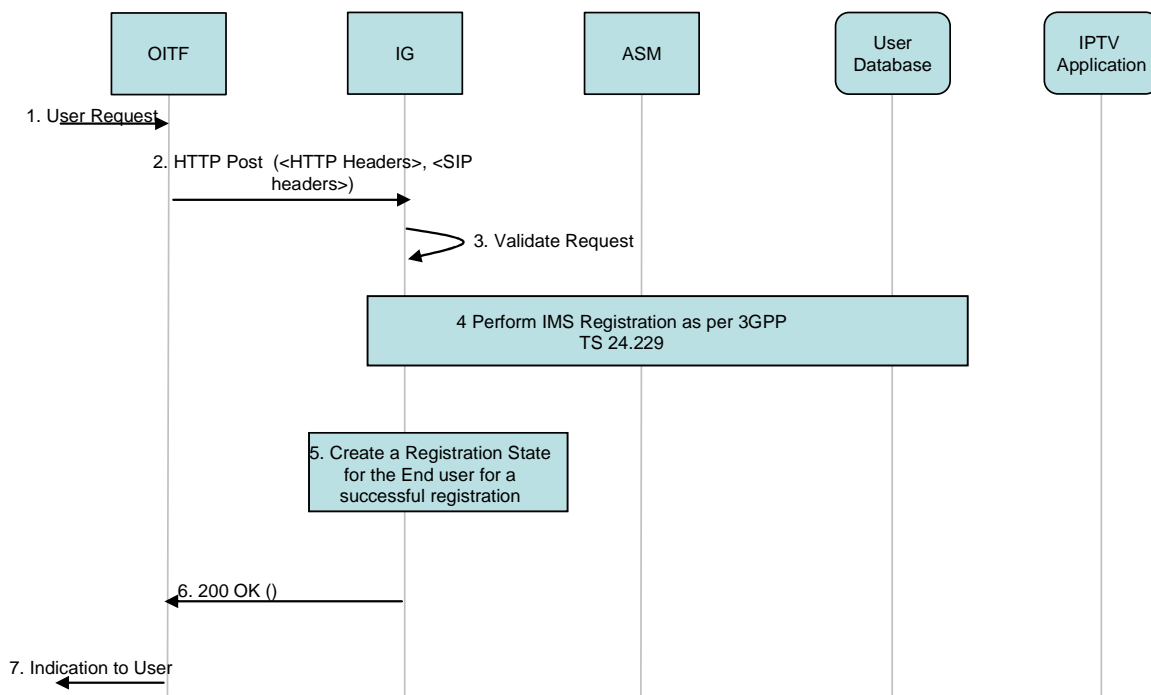 OITF
IG
ASM
User
Database
IPTV
Application
1. User Request
2. HTTP Post  (<HTTP Headers>, <SIP
headers>)
3. Validate Request
4 Perform IMS Registration as per 3GPP
TS 24.229
5. Create a Registration State
for the End user for a
successful registration
6. 200 OK ()
7. Indication to User